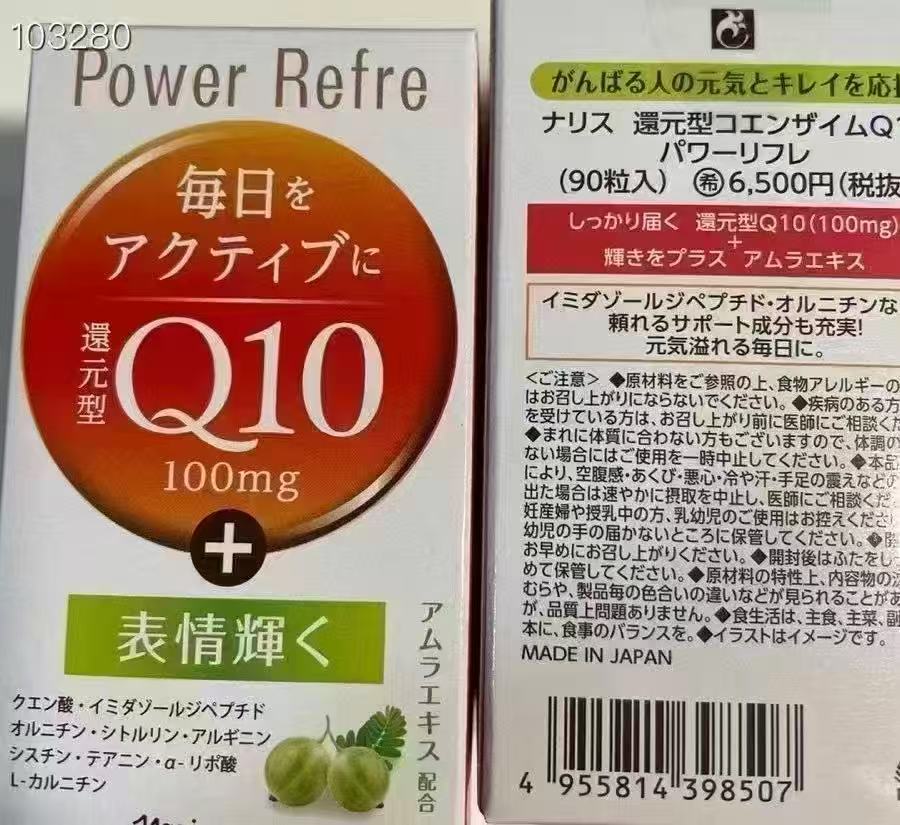 103280
Power Refre
毎日を
アクティブに
還元型
Q10
100mg
+
表情輝く
アムラエキス 配合
クエン酸・イミダゾールジペプチド
オルニチン・シトルリン・アルギニン
シスチン・テアニン・α-リポ酸
L-カルニチン
がんばる人の元気とキレイを応
ナリス 還元型コエンザイムQ1
パワーリフレ
(90粒入) ㊒6,500円(税抜
しっかり届く 還元型Q10(100mg)
+
輝きをプラス アムラエキス
イミダゾールジペプチド・オルニチンな
頼れるサポート成分も充実!
元気溢れる毎日に。
<ご注意> ◆原材料をご参照の上、食物アレルギーの
はお召し上がりにならないでください。◆疾病のある方
を受けている方は、お召し上がり前に医師にご相談くだ
◆まれに体質に合わない方もございますので、体調の
ない場合にはご使用を一時中止してください。◆本品
により、空腹感・あくび・悪心・冷や汗・手足の震えなどの
出た場合は速やかに摂取を中止し、医師にご相談くだ
妊産婦や授乳中の方、乳幼児のご使用はお控えくださ
幼児の手の届かないところに保管してください。◆開
お早めにお召し上がりください。◆開封後はふたをし
めて保管してください。◆原材料の特性上、内容物の
むらや、製品毎の色合いの違いなどが見られることがあ
が、品質上問題ありません。◆食生活は、主食、主菜、副
本に、食事のバランスを。◆イラストはイメージです。
MADE IN JAPAN
4 955814 398507